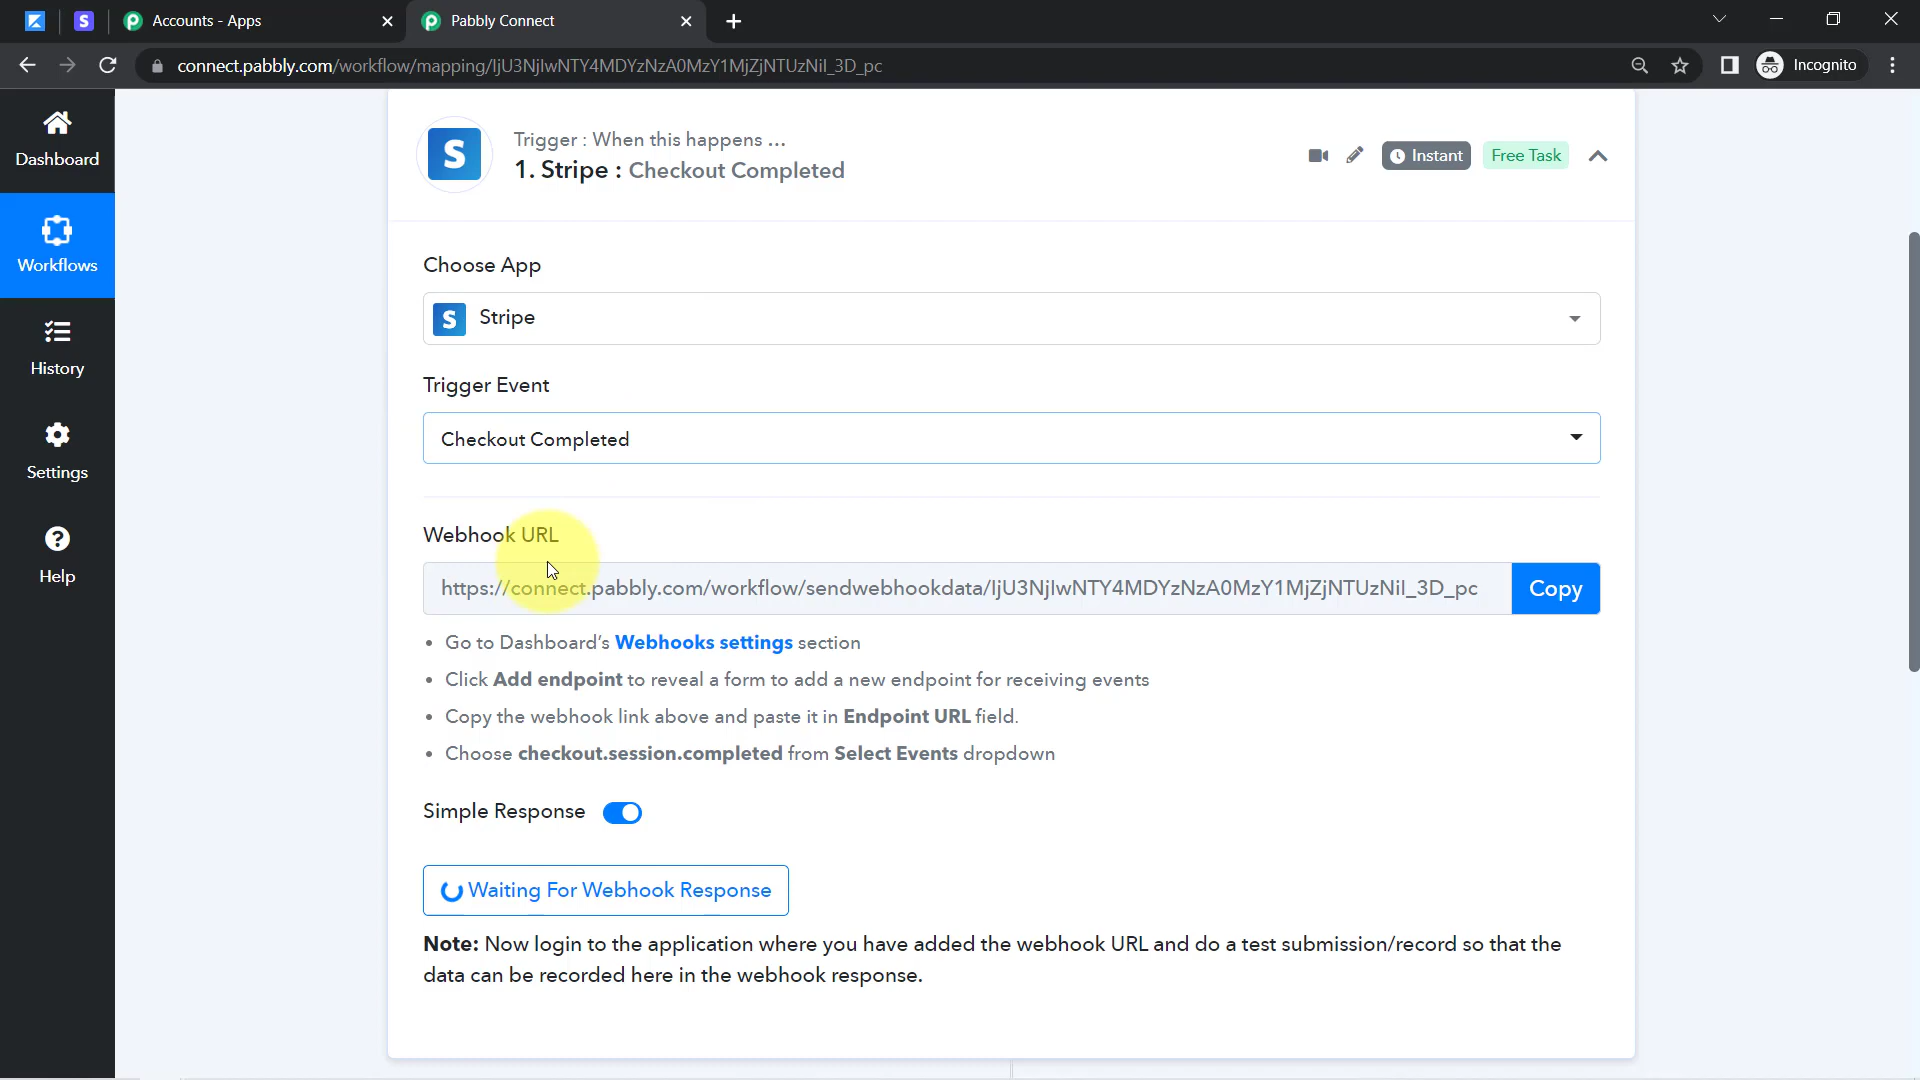 Accounts - Apps
Pabbly Connect
connect.pabbly.com/workflow/mapping/IjU3NjIwNTY4MDYzNzA0MzY1MjZjNTUzNiI_3D_pc
Incognito
Dashboard
Workflows
History
Settings
Help
Trigger : When this happens ...
1. Stripe : Checkout Completed
Instant
Free Task
Choose App
Stripe
Trigger Event
Checkout Completed
Webhook URL
https://connect.pabbly.com/workflow/sendwebhookdata/IjU3NjIwNTY4MDYzNzA0MzY1MjZjNTUzNiI_3D_pc
Copy
• Go to Dashboard's Webhooks settings section
• Click Add endpoint to reveal a form to add a new endpoint for receiving events
• Copy the webhook link above and paste it in Endpoint URL field.
• Choose checkout.session.completed from Select Events dropdown
Simple Response
Waiting For Webhook Response
Note: Now login to the application where you have added the webhook URL and do a test submission/record so that the
data can be recorded here in the webhook response.